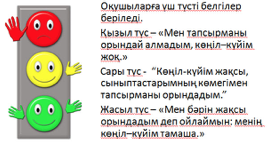 Оқушыларға үш түсті белгілер
беріледі.
Қызыл түс – «Мен тапсырманы
орындай алмадым, көңіл–күйім
жоқ.»
Сары түс - “Көңіл-күйім жақсы,
сыныптастарымның көмегімен
тапсырманы орындадым.”
Жасыл түс – «Мен бәрін жақсы
орындадым деп ойлаймын: менің
көңіл–күйім тамаша.»